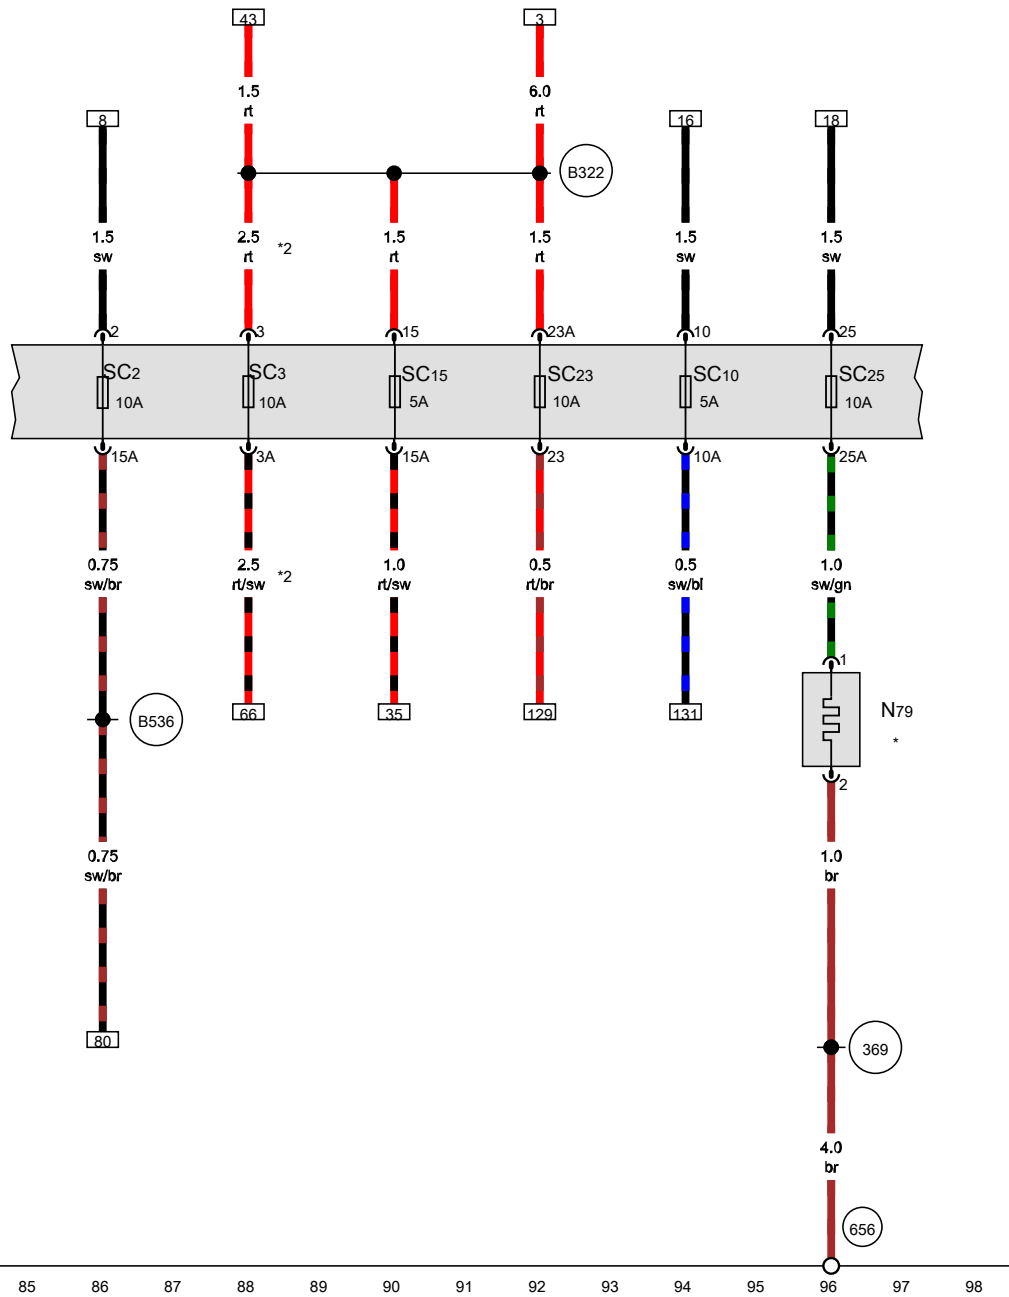 43
3
1.5
rt
6.0
rt
8
16
18
B322
1.5
sw
2.5
rt
*2
1.5
rt
1.5
rt
1.5
sw
1.5
sw
2
3
15
23A
10
25
SC2
10A
SC3
10A
SC15
5A
SC23
10A
SC10
5A
SC25
10A
15A
3A
15A
23
10A
25A
0.75
sw/br
2.5
rt/sw
*2
1.0
rt/sw
0.5
rt/br
0.5
sw/bl
1.0
sw/gn
1
66
35
129
131
B536
N79
*
2
0.75
sw/br
1.0
br
80
369
4.0
br
656
85 86 87 88 89 90 91 92 93 94 95 96 97 98